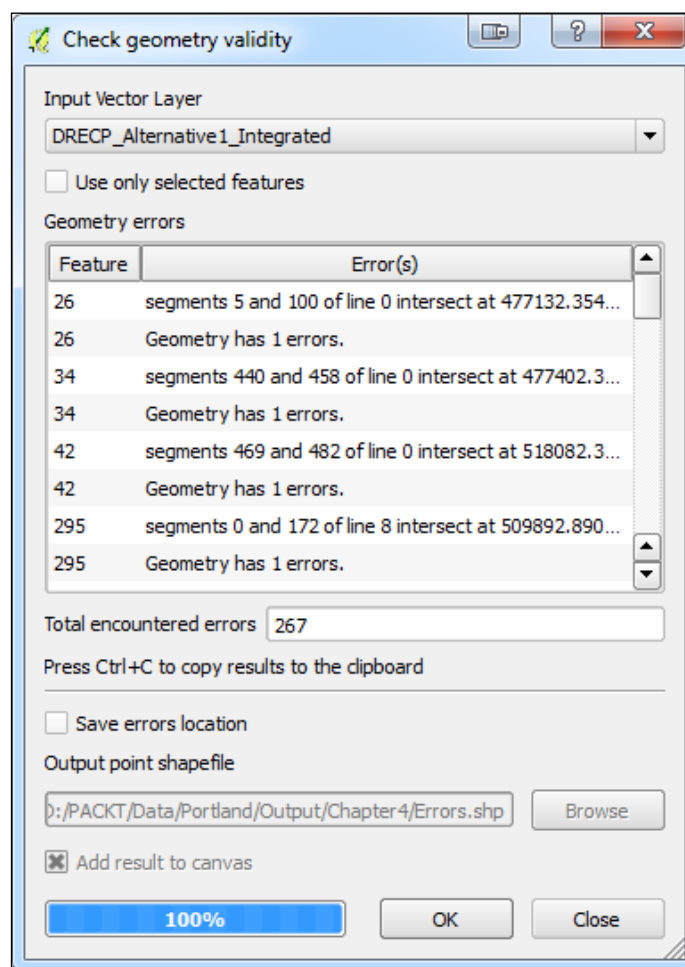 Check geometry validity
Input Vector Layer
DRECP_Alternative1_Integrated
Use only selected features
Geometry errors
Feature Error(s)
26 segments 5 and 100 of line 0 intersect at 477132.354...
26 Geometry has 1 errors.
34 segments 440 and 458 of line 0 intersect at 477402.3...
34 Geometry has 1 errors.
42 segments 469 and 482 of line 0 intersect at 518082.3...
42 Geometry has 1 errors.
295 segments 0 and 172 of line 8 intersect at 509892.890...
295 Geometry has 1 errors.
Total encountered errors 267
Press Ctrl+C to copy results to the clipboard
Save errors location
Output point shapefile
):/PACKT/Data/Portland/Output/Chapter4/Errors.shp Browse
Add result to canvas
100% OK Close